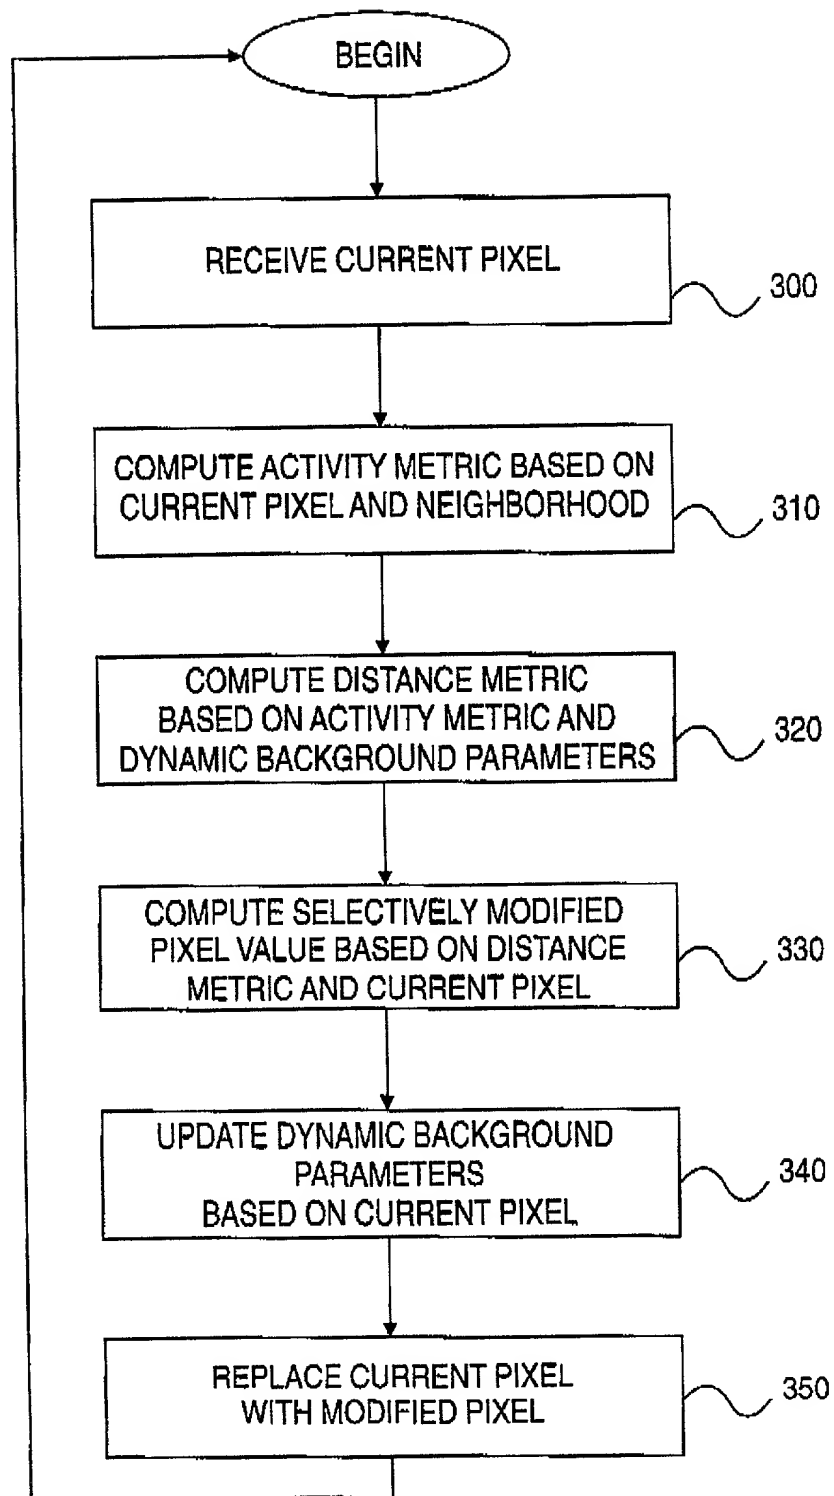 BEGIN
RECEIVE CURRENT PIXEL
300
COMPUTE ACTIVITY METRIC BASED ON
CURRENT PIXEL AND NEIGHBORHOOD
310
COMPUTE DISTANCE METRIC
BASED ON ACTIVITY METRIC AND
DYNAMIC BACKGROUND PARAMETERS
320
COMPUTE SELECTIVELY MODIFIED
PIXEL VALUE BASED ON DISTANCE
METRIC AND CURRENT PIXEL
330
UPDATE DYNAMIC BACKGROUND
PARAMETERS
BASED ON CURRENT PIXEL
340
REPLACE CURRENT PIXEL
WITH MODIFIED PIXEL
350